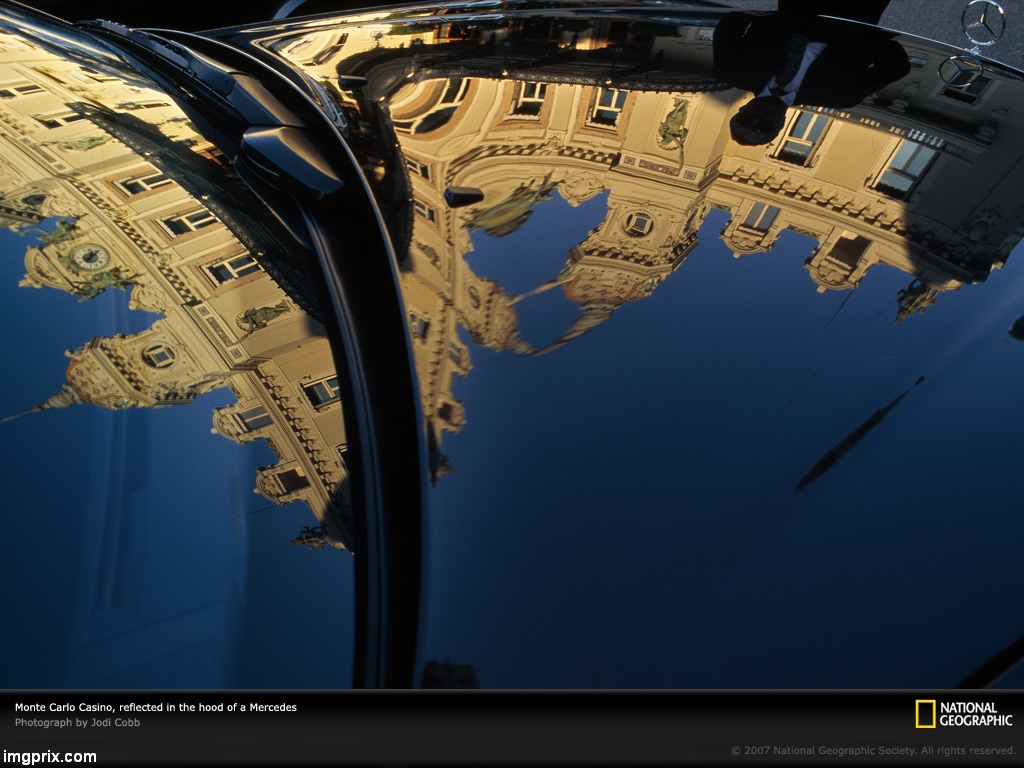 Monte Carlo Casino, reflected in the hood of a Mercedes
Photograph by Jodi Cobb
NATIONAL
GEOGRAPHIC
© 2007 National Geographic Society. All rights reserved.
imgprix.com